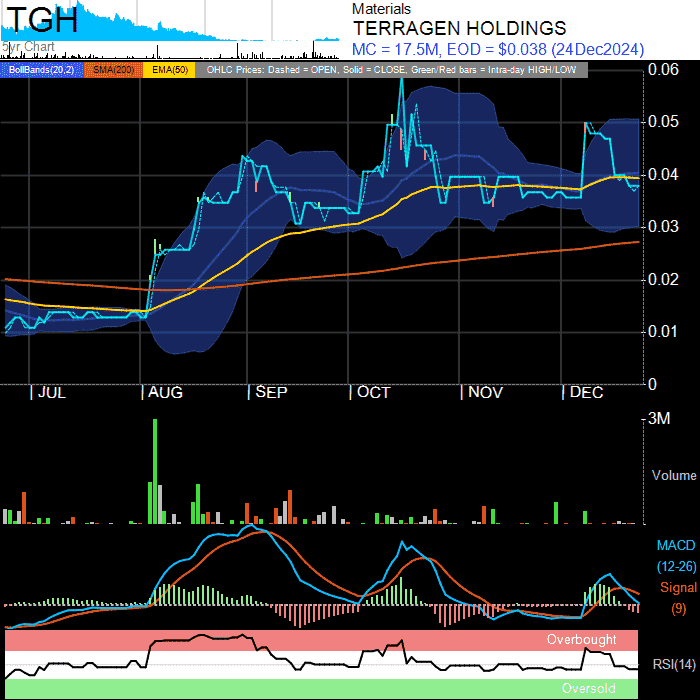 TGH
Materials
TERRAGEN HOLDINGS
MC = 17.5M, EOD = $0.038 (24Dec2024)
5yr Chart
BollBands(20,2) SMA(200) EMA(50) OHLC Prices: Dashed = OPEN, Solid = CLOSE, Green/Red bars = Intra-day HIGH/LOW
0.06
0.05
0.04
0.03
0.02
0.01
0
JUL AUG SEP OCT NOV DEC
3M
Volume
MACD
(12-26)
Signal
(9)
Overbought
RSI(14)
Oversold